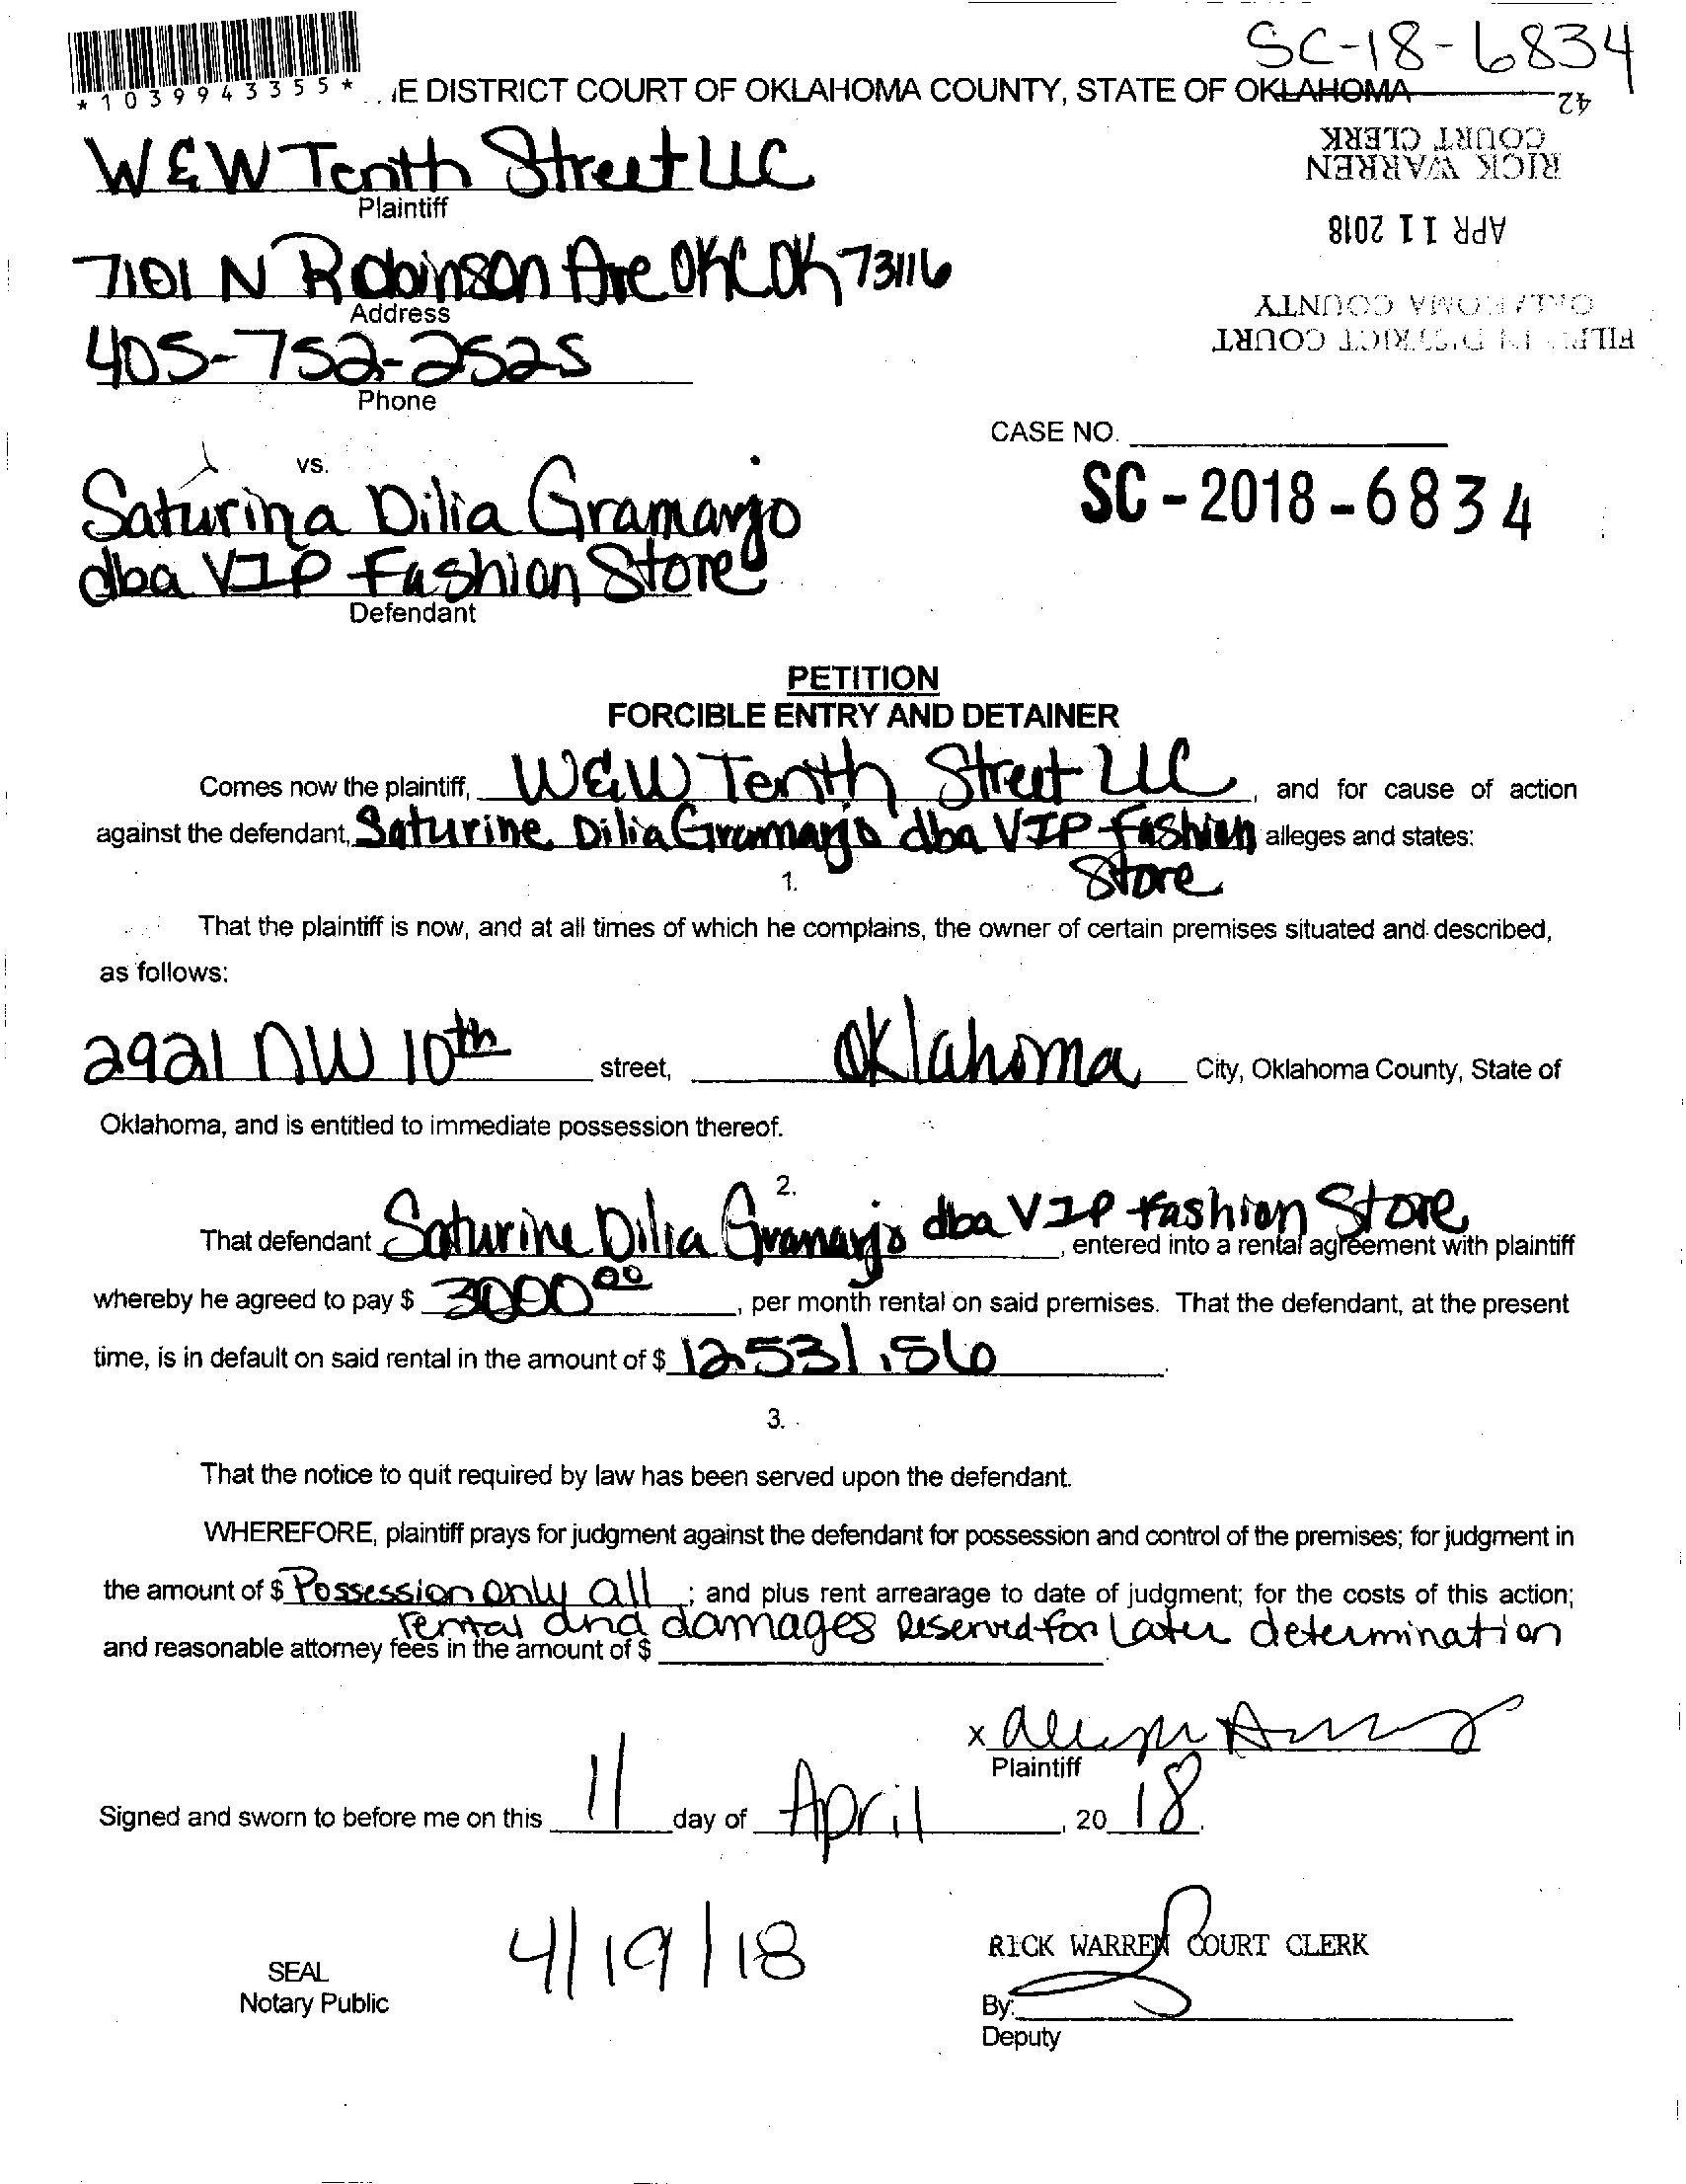 SC-18-6834
*1039943355*
E DISTRICT COURT OF OKLAHOMA COUNTY, STATE OF OKLAHOMA
42
W & W Tenth Street LLC
COURT CLERK
RICK WARREN
Plaintiff
APR 11 2018
7101 N Robinson Ave OKC OK 73116
OKLAHOMA COUNTY
Address
FILED IN DISTRICT COURT
405-752-2525
Phone
CASE NO.
vs.
Saturina Dilia Gramanjo
SC-2018-6834
dba VIP Fashion Store
Defendant
PETITION
FORCIBLE ENTRY AND DETAINER
Comes now the plaintiff, W&W Tenth Street LLC, and for cause of action
against the defendant, Saturine Dilia Gramanjo dba VIP Fashion alleges and states:
Store
1.
That the plaintiff is now, and at all times of which he complains, the owner of certain premises situated and described,
as follows:
2921 NW 10th street, Oklahoma City, Oklahoma County, State of
Oklahoma, and is entitled to immediate possession thereof.
2.
That defendant Saturine Dilia Gramanjo dba VIP Fashion Store, entered into a rental agreement with plaintiff
whereby he agreed to pay $ 3000 00, per month rental on said premises. That the defendant, at the present
time, is in default on said rental in the amount of $ 12531.56.
3.
That the notice to quit required by law has been served upon the defendant.
WHEREFORE, plaintiff prays for judgment against the defendant for possession and control of the premises; for judgment in
the amount of $ Possession only all; and plus rent arrearage to date of judgment; for the costs of this action;
rental and damages Reserved for Later determination
and reasonable attorney fees in the amount of $
x
Plaintiff
Signed and sworn to before me on this 11 day of April, 20 18.
4/19/18
RICK WARREN COURT CLERK
SEAL
Notary Public
By:
Deputy